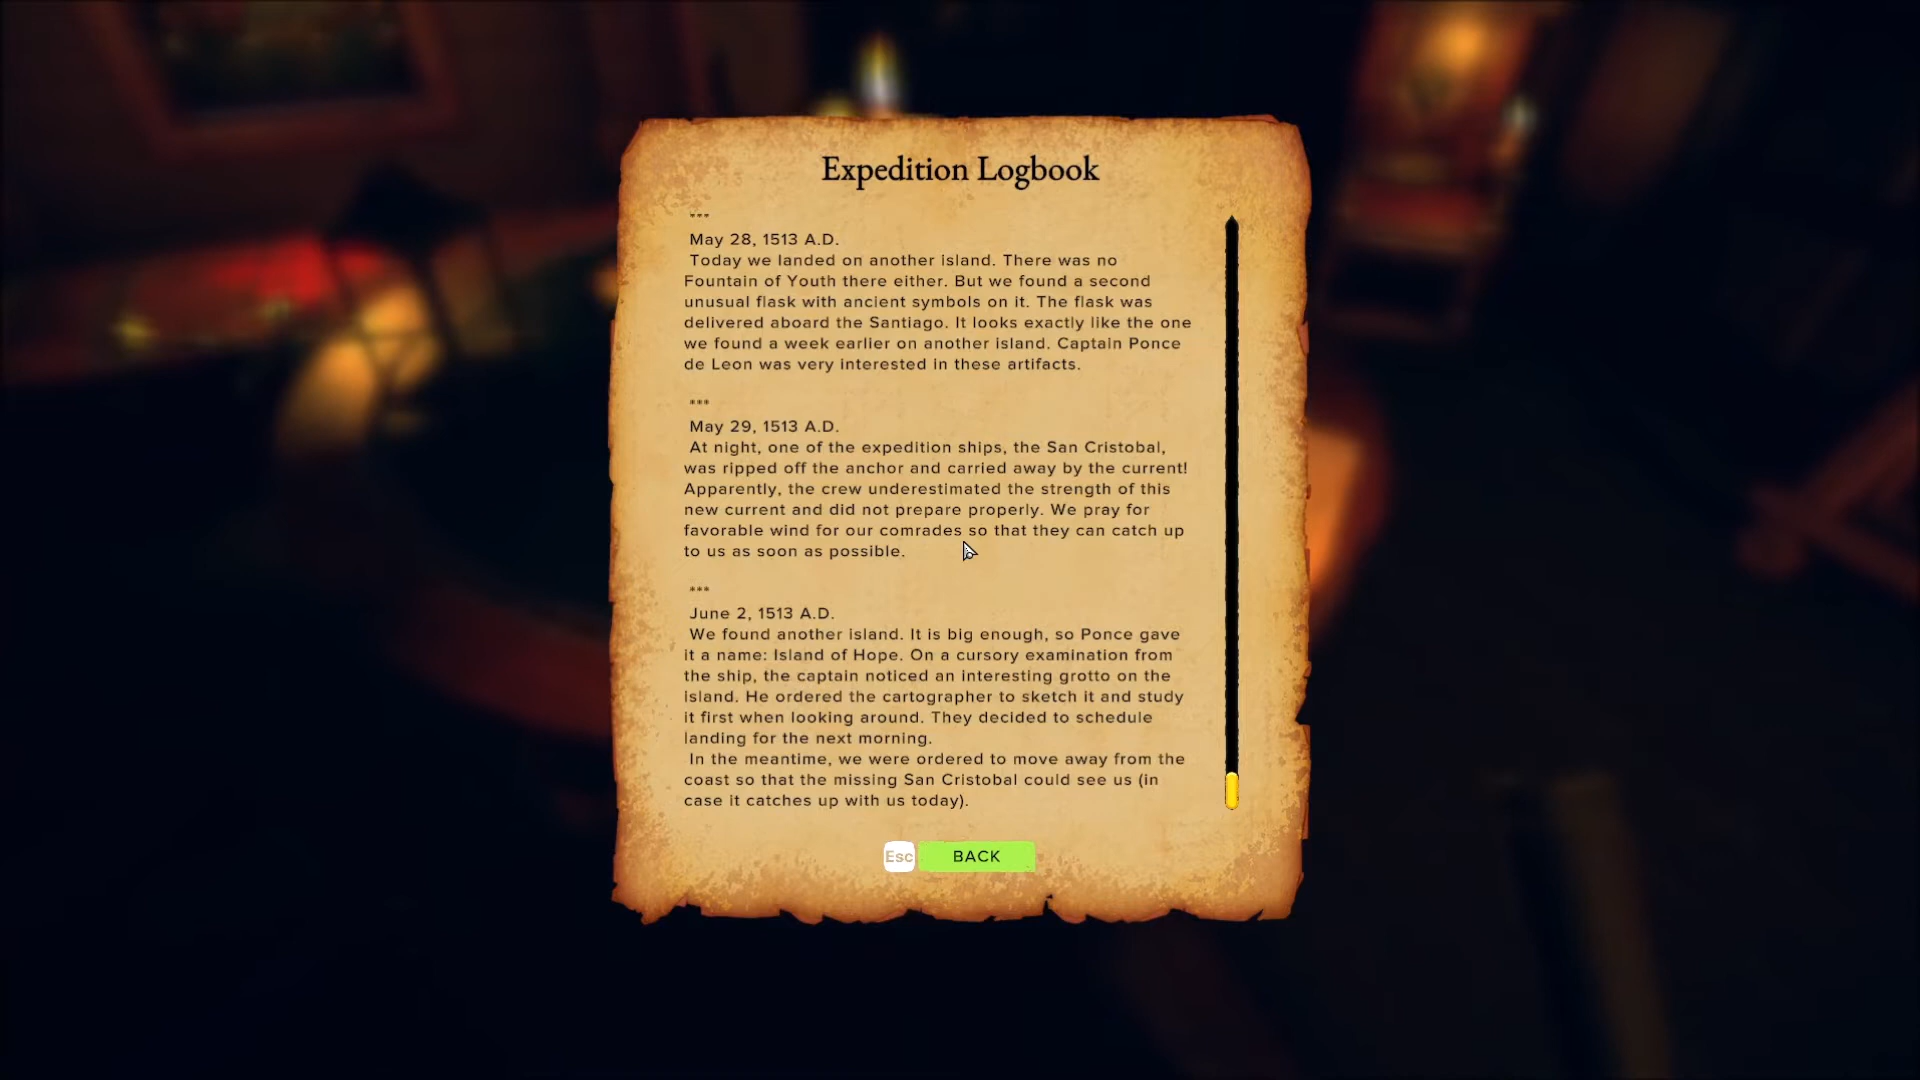 Expedition Logbook
***
May 28, 1513 A.D.
Today we landed on another island. There was no
Fountain of Youth there either. But we found a second
unusual flask with ancient symbols on it. The flask was
delivered aboard the Santiago. It looks exactly like the one
we found a week earlier on another island. Captain Ponce
de Leon was very interested in these artifacts.
***
May 29, 1513 A.D.
At night, one of the expedition ships, the San Cristobal,
was ripped off the anchor and carried away by the current!
Apparently, the crew underestimated the strength of this
new current and did not prepare properly. We pray for
favorable wind for our comrades so that they can catch up
to us as soon as possible.
***
June 2, 1513 A.D.
We found another island. It is big enough, so Ponce gave
it a name: Island of Hope. On a cursory examination from
the ship, the captain noticed an interesting grotto on the
island. He ordered the cartographer to sketch it and study
it first when looking around. They decided to schedule
landing for the next morning.
In the meantime, we were ordered to move away from the
coast so that the missing San Cristobal could see us (in
case it catches up with us today).
Esc BACK